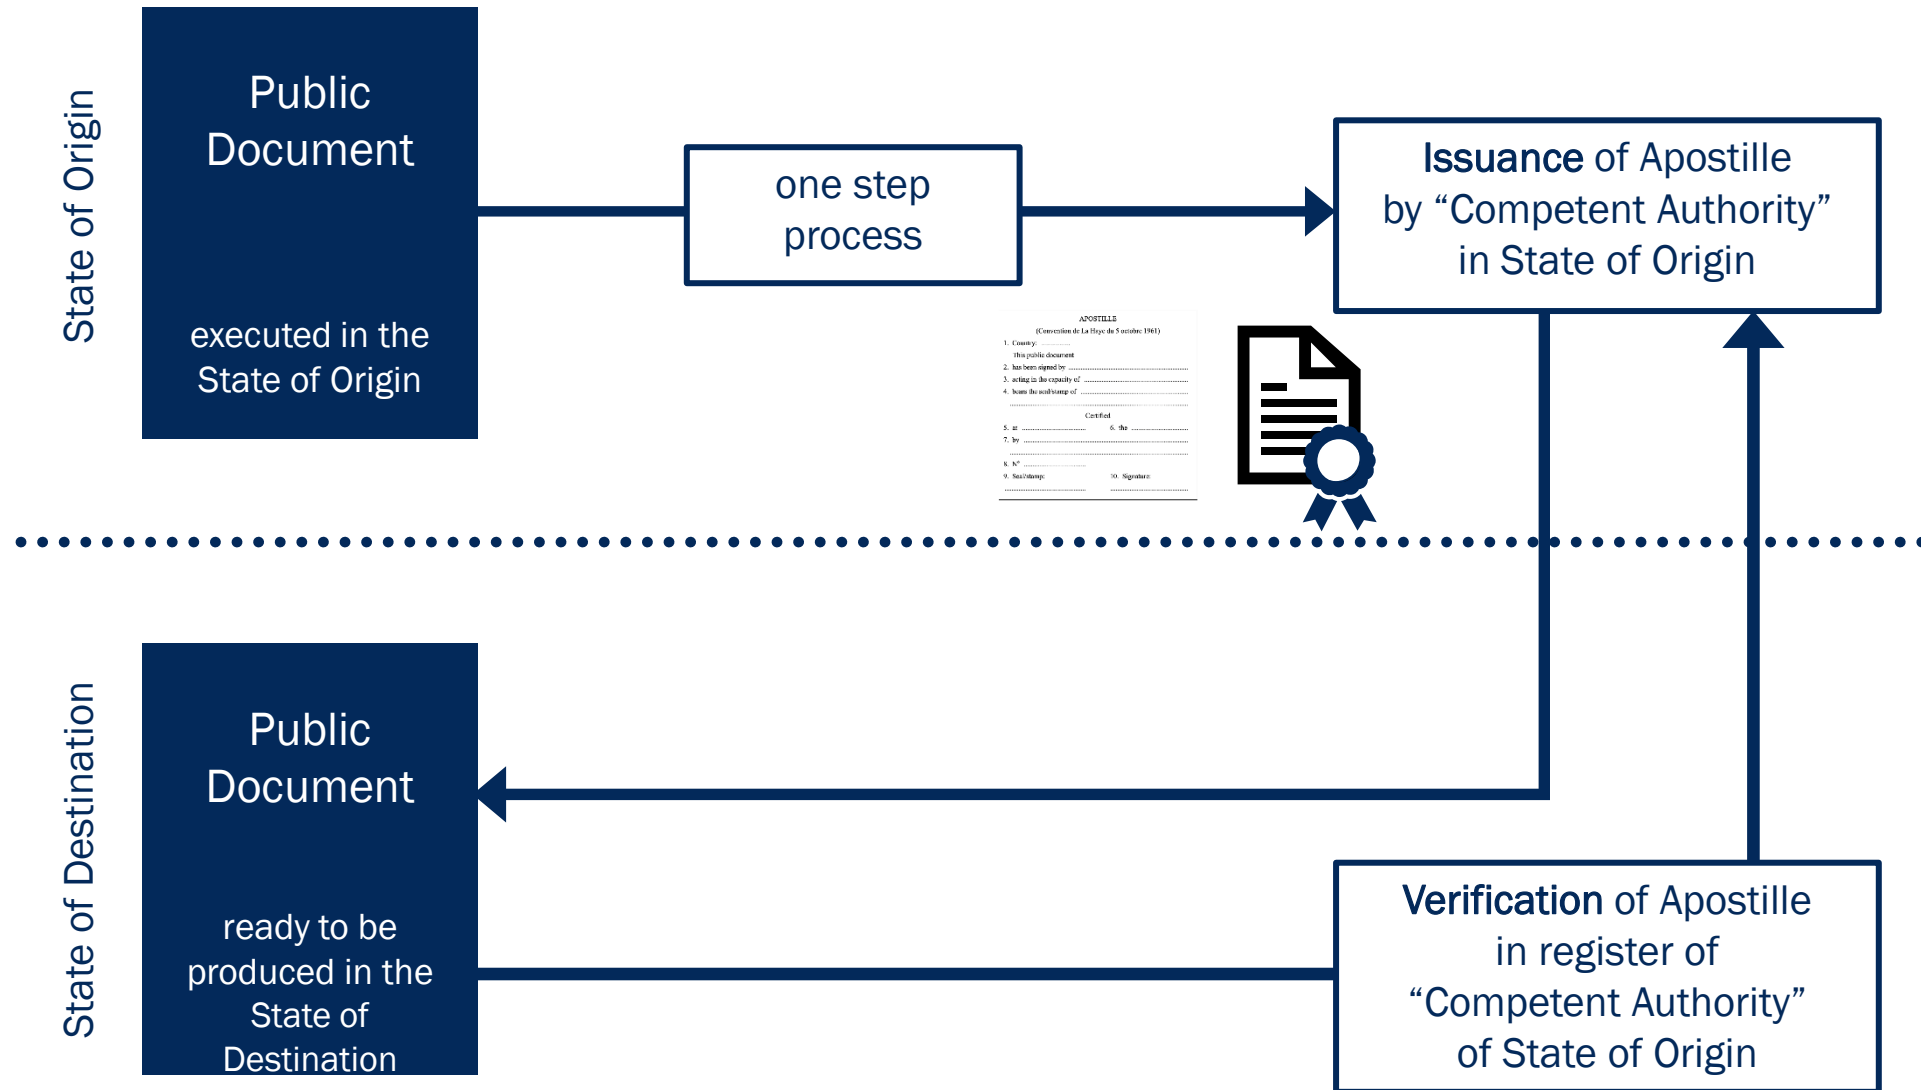 State of Origin
Public
Document
executed in the
State of Origin
one step
process
Issuance of Apostille
by “Competent Authority”
in State of Origin
APOSTILLE
(Convention de La Haye du 5 octobre 1961)
1. Country: ..............
This public document
2. has been signed by ..............
3. acting in the capacity of ..............
4. bears the seal/stamp of ..............
Certified
5. at .............. 6. the ..............
7. by ..............
8. N° ..............
9. Seal/stamp: 10. Signature:
State of Destination
Public
Document
ready to be
produced in the
State of
Destination
Verification of Apostille
in register of
“Competent Authority”
of State of Origin